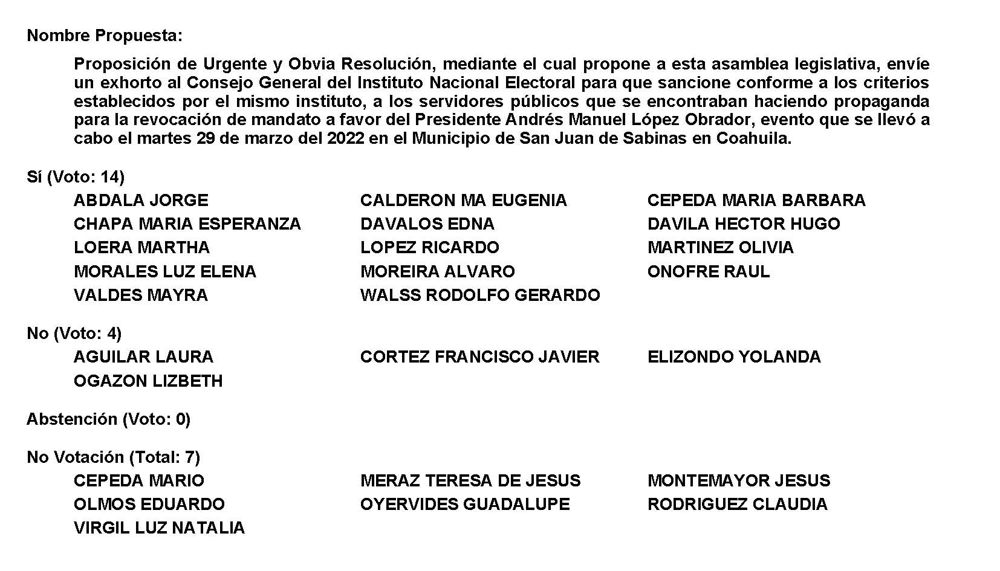 Nombre Propuesta:
Proposición de Urgente y Obvia Resolución, mediante el cual propone a esta asamblea legislativa, envíe
un exhorto al Consejo General del Instituto Nacional Electoral para que sancione conforme a los criterios
establecidos por el mismo instituto, a los servidores públicos que se encontraban haciendo propaganda
para la revocación de mandato a favor del Presidente Andrés Manuel López Obrador, evento que se llevó a
cabo el martes 29 de marzo del 2022 en el Municipio de San Juan de Sabinas en Coahuila.
Sí (Voto: 14)
ABDALA JORGE CALDERON MA EUGENIA CEPEDA MARIA BARBARA
CHAPA MARIA ESPERANZA DAVALOS EDNA DAVILA HECTOR HUGO
LOERA MARTHA LOPEZ RICARDO MARTINEZ OLIVIA
MORALES LUZ ELENA MOREIRA ALVARO ONOFRE RAUL
VALDES MAYRA WALSS RODOLFO GERARDO
No (Voto: 4)
AGUILAR LAURA CORTEZ FRANCISCO JAVIER ELIZONDO YOLANDA
OGAZON LIZBETH
Abstención (Voto: 0)
No Votación (Total: 7)
CEPEDA MARIO MERAZ TERESA DE JESUS MONTEMAYOR JESUS
OLMOS EDUARDO OYERVIDES GUADALUPE RODRIGUEZ CLAUDIA
VIRGIL LUZ NATALIA